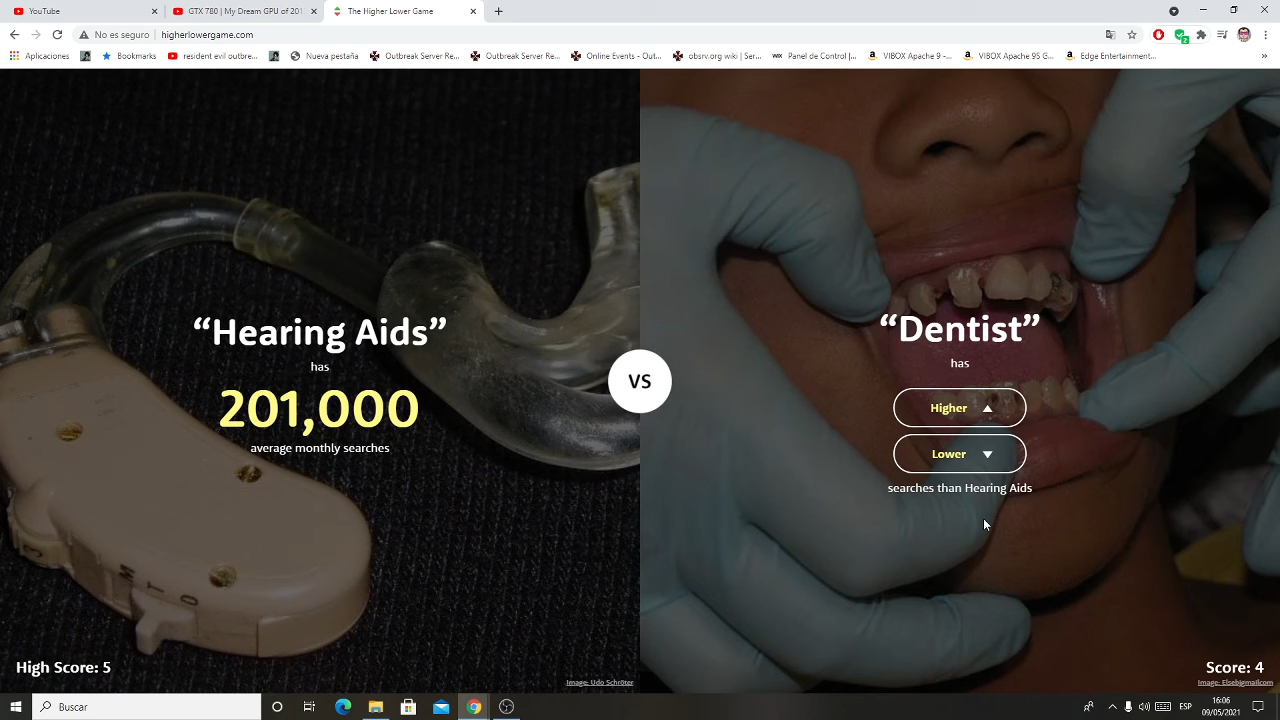 YouTube
GTX 780 | My Dream GPU of 201
The Higher Lower Game
No es seguro | higherlowergame.com
Aplicaciones
Bookmarks
resident evil outbre...
Nueva pestaña
Outbreak Server Re...
Outbreak Server Re...
Online Events - Out...
obsrv.org wiki | Ser...
WIX Panel de Control |...
VIBOX Apache 9 –...
VIBOX Apache 9S G...
Edge Entertainment...
»
“Hearing Aids”
has
201,000
average monthly searches
VS
“Dentist”
has
Higher
Lower
searches than Hearing Aids
High Score: 5
Image: Udo Schröter
Score: 4
Image: Elsebjgmailcom
Buscar
ESP
16:06
09/05/2021